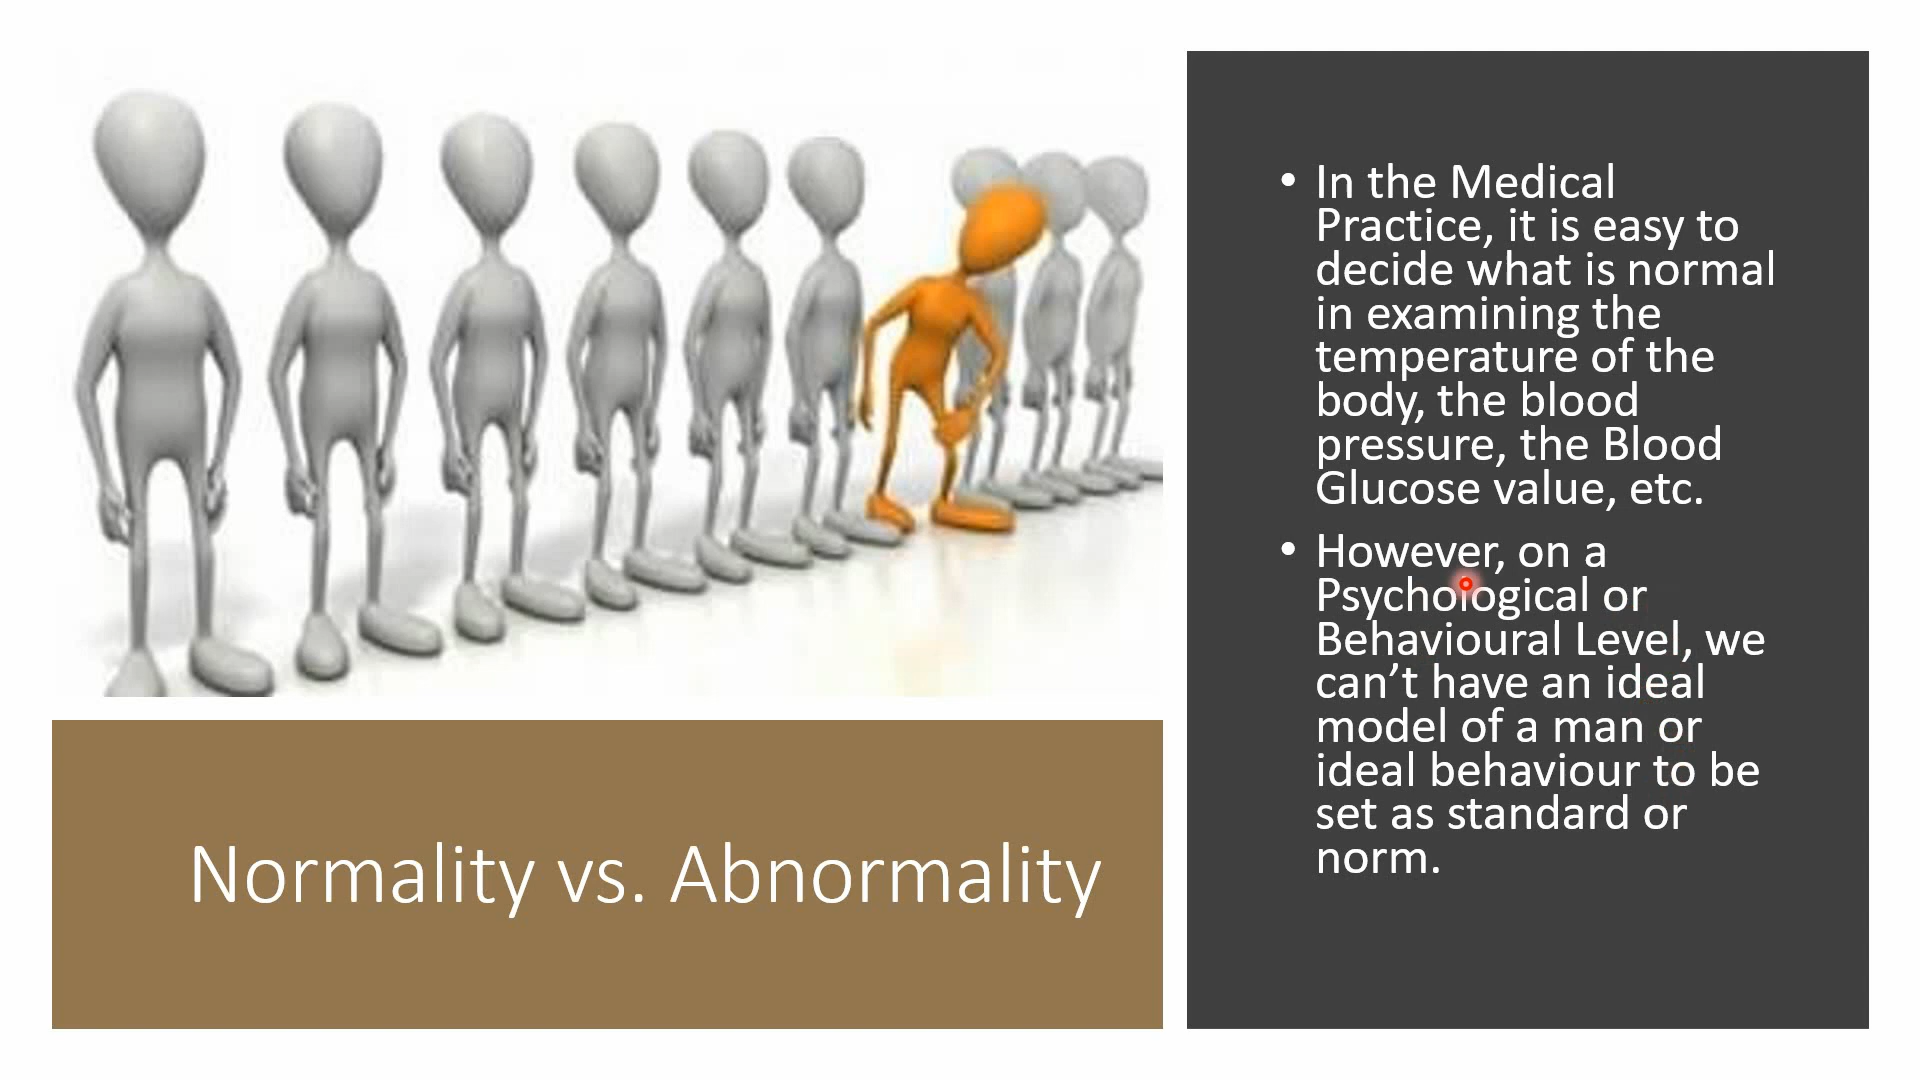 Normality vs. Abnormality
• In the Medical
Practice, it is easy to
decide what is normal
in examining the
temperature of the
body, the blood
pressure, the Blood
Glucose value, etc.
• However, on a
Psychological or
Behavioural Level, we
can’t have an ideal
model of a man or
ideal behaviour to be
set as standard or
norm.